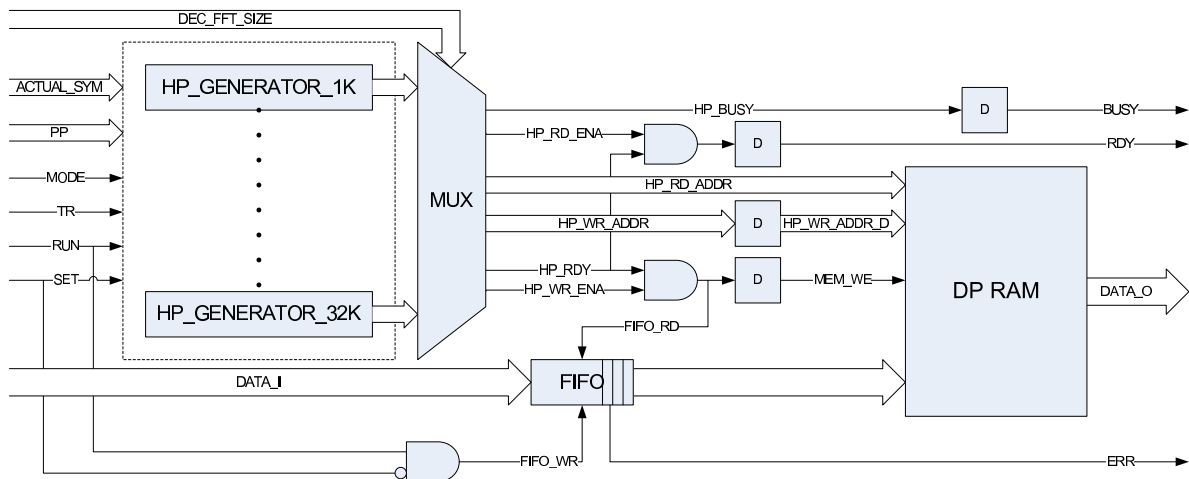 DEC_FFT_SIZE
ACTUAL_SYM
PP
MODE
TR
RUN
SET
HP_GENERATOR_1K
HP_GENERATOR_32K
MUX
HP_BUSY
D
BUSY
HP_RD_ENA
D
RDY
HP_RD_ADDR
HP_WR_ADDR
D
HP_WR_ADDR_D
HP_RDY
HP_WR_ENA
D
MEM_WE
DP RAM
DATA_O
FIFO_RD
DATA_I
FIFO
FIFO_WR
ERR